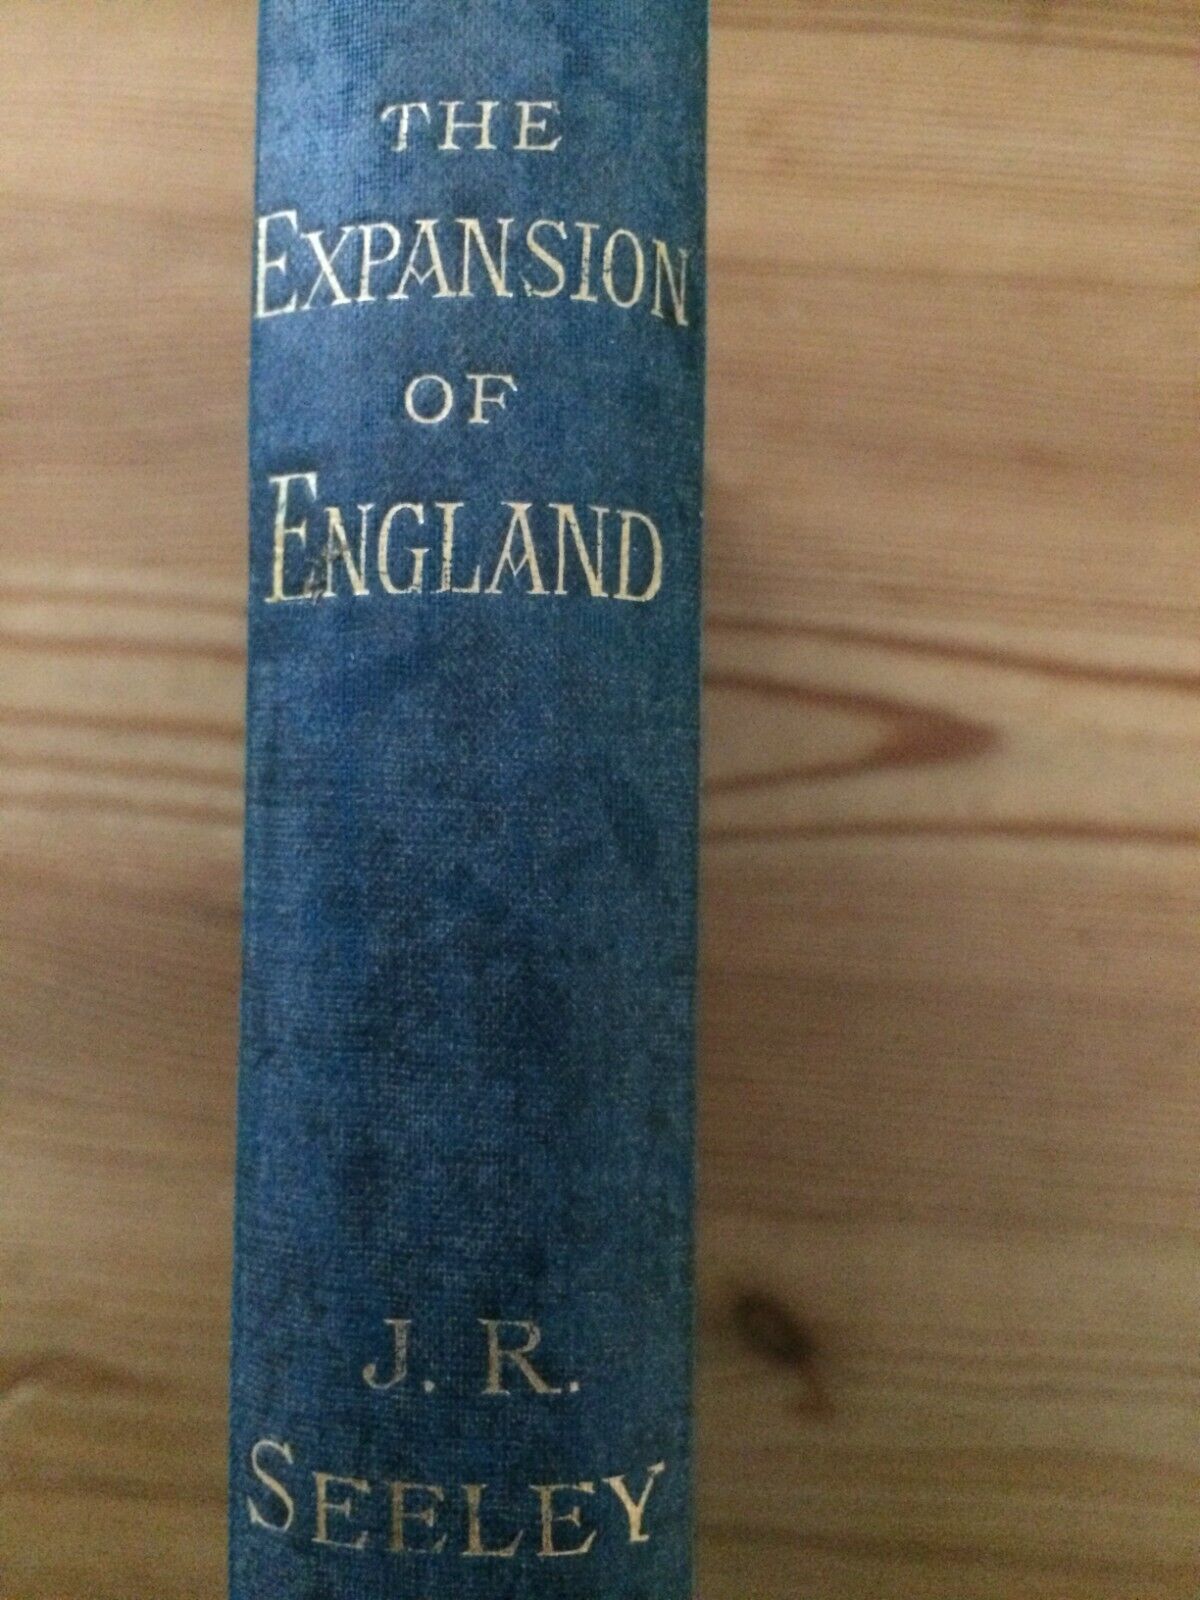 THE
EXPANSION
OF
ENGLAND
J. R.
SEELEY